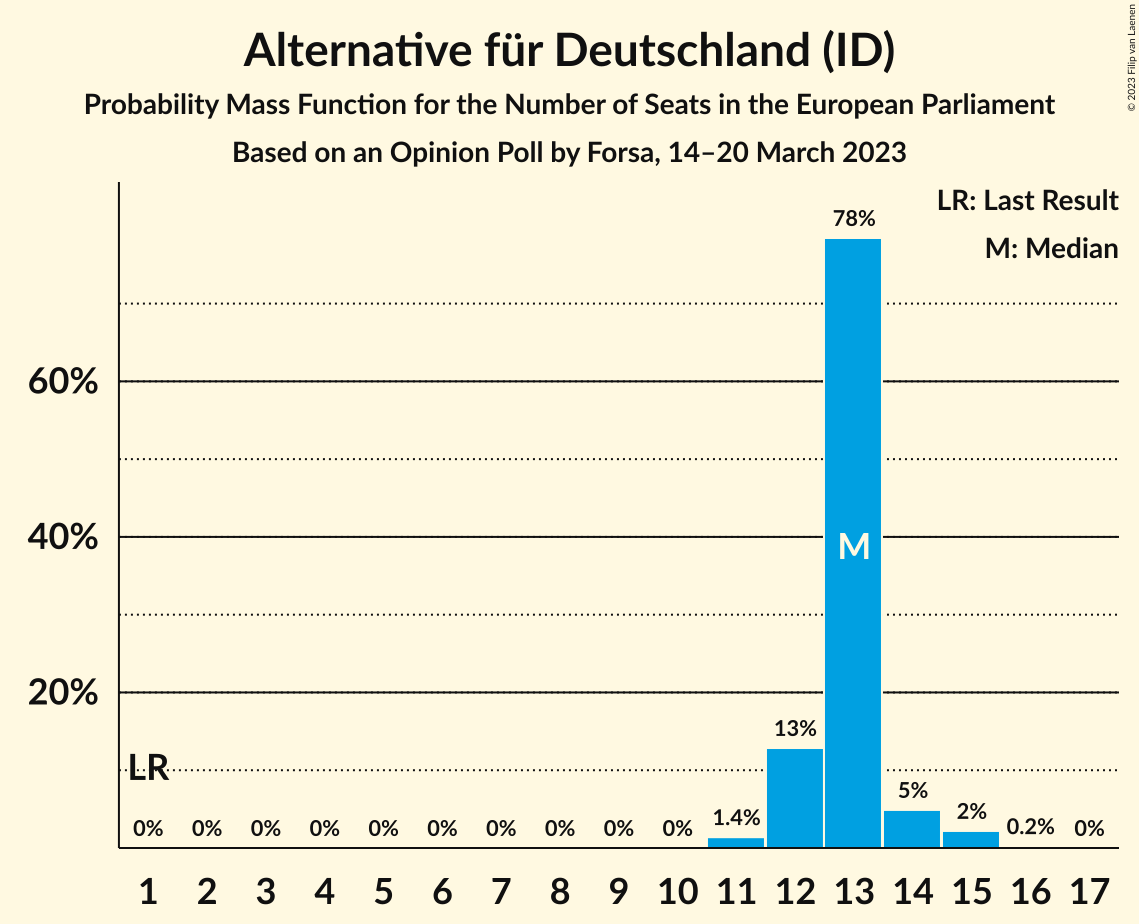 Alternative für Deutschland (ID)
Probability Mass Function for the Number of Seats in the European Parliament
Based on an Opinion Poll by Forsa, 14–20 March 2023
© 2023 Filip van Laenen
LR: Last Result
M: Median
78%
60%
40%
M
20%
13%
LR
5%
0% 0% 0% 0% 0% 0% 0% 0% 0% 0% 1.4% 2% 0.2% 0%
1 2 3 4 5 6 7 8 9 10 11 12 13 14 15 16 17